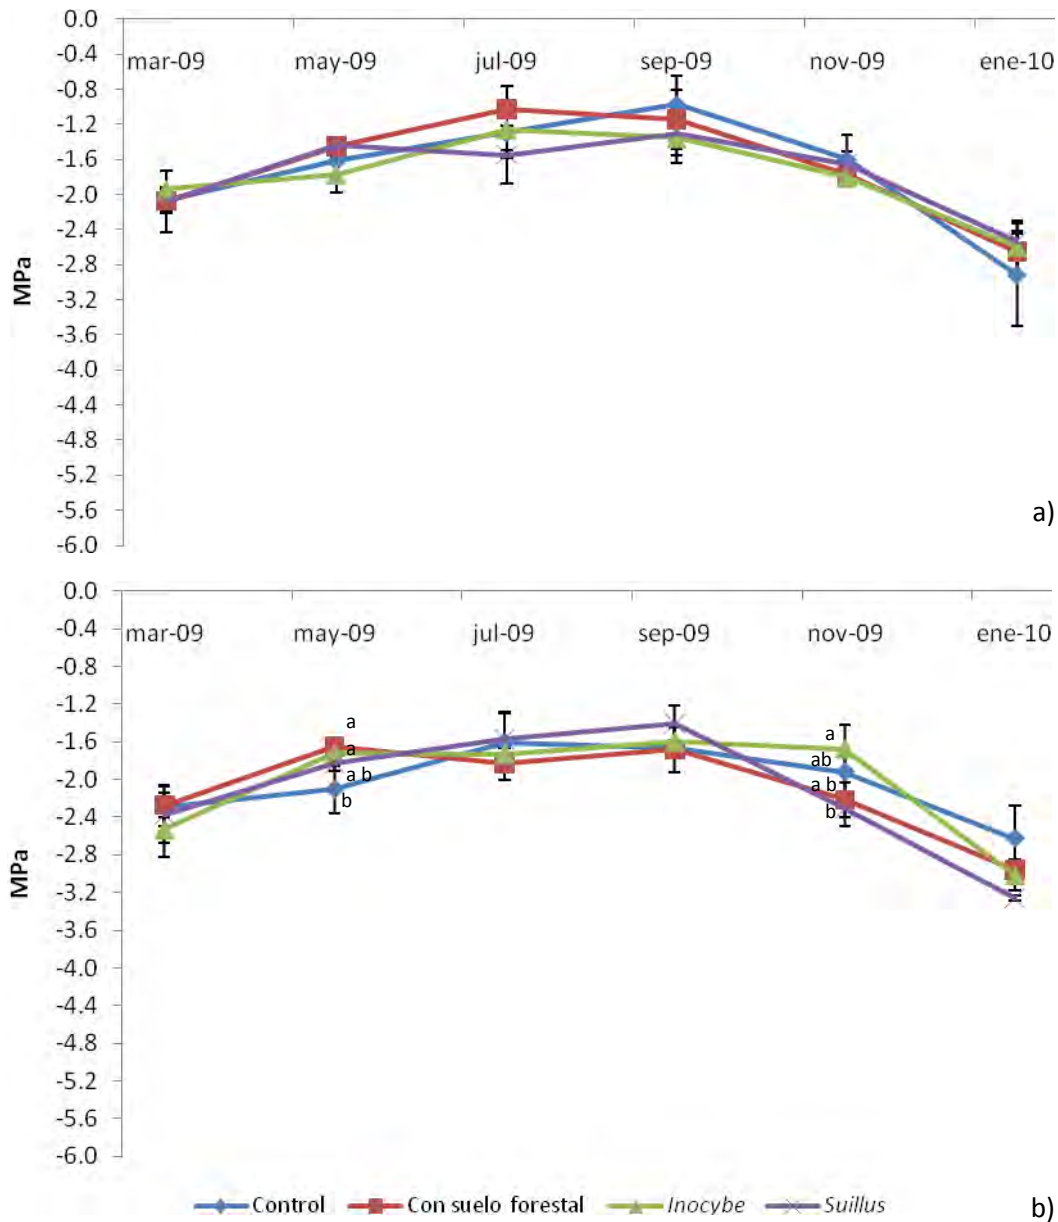 0.0
-0.4
mar-09 may-09 jul-09 sep-09 nov-09 ene-10
-0.8
-1.2
-1.6
-2.0
-2.4
-2.8
MPa
-3.2
-3.6
-4.0
-4.4
-4.8
-5.2
-5.6
a)
-6.0
0.0
-0.4
mar-09 may-09 jul-09 sep-09 nov-09 ene-10
-0.8
-1.2
a
a
-1.6
a
ab
-2.0
a b
a b
b
b
-2.4
-2.8
MPa
-3.2
-3.6
-4.0
-4.4
-4.8
-5.2
-5.6
-6.0
Control Con suelo forestal Inocybe Suillus
b)